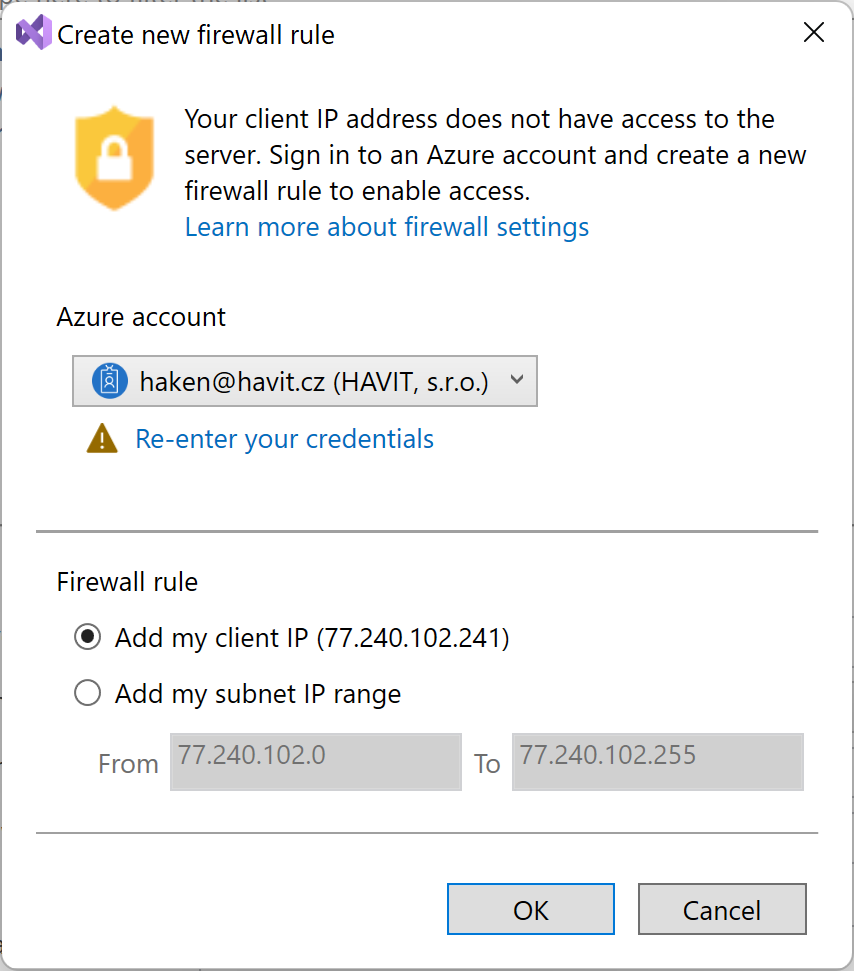 Create new firewall rule
Your client IP address does not have access to the
server. Sign in to an Azure account and create a new
firewall rule to enable access.
Learn more about firewall settings
Azure account
haken@havit.cz (HAVIT, s.r.o.)
Re-enter your credentials
Firewall rule
Add my client IP (77.240.102.241)
Add my subnet IP range
From 77.240.102.0 To 77.240.102.255
OK Cancel